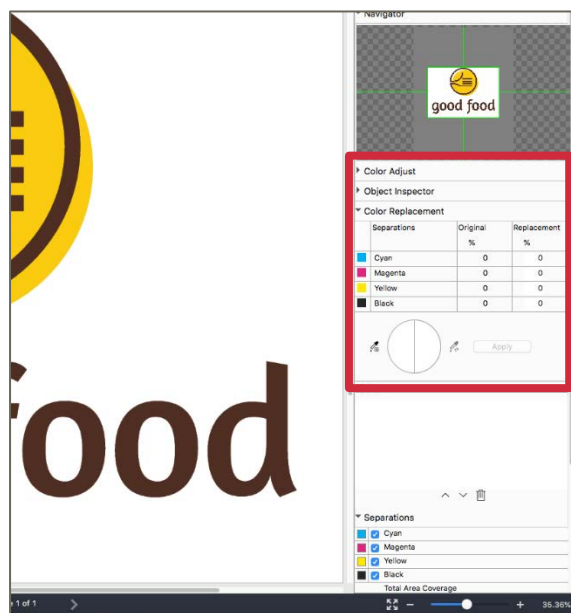 Navigator
good food
Color Adjust
Object Inspector
Color Replacement
Separations Original Replacement
% %
Cyan 0 0
Magenta 0 0
Yellow 0 0
Black 0 0
Apply
food
Separations
Cyan
Magenta
Yellow
Black
Total Area Coverage
1 of 1
35.36%